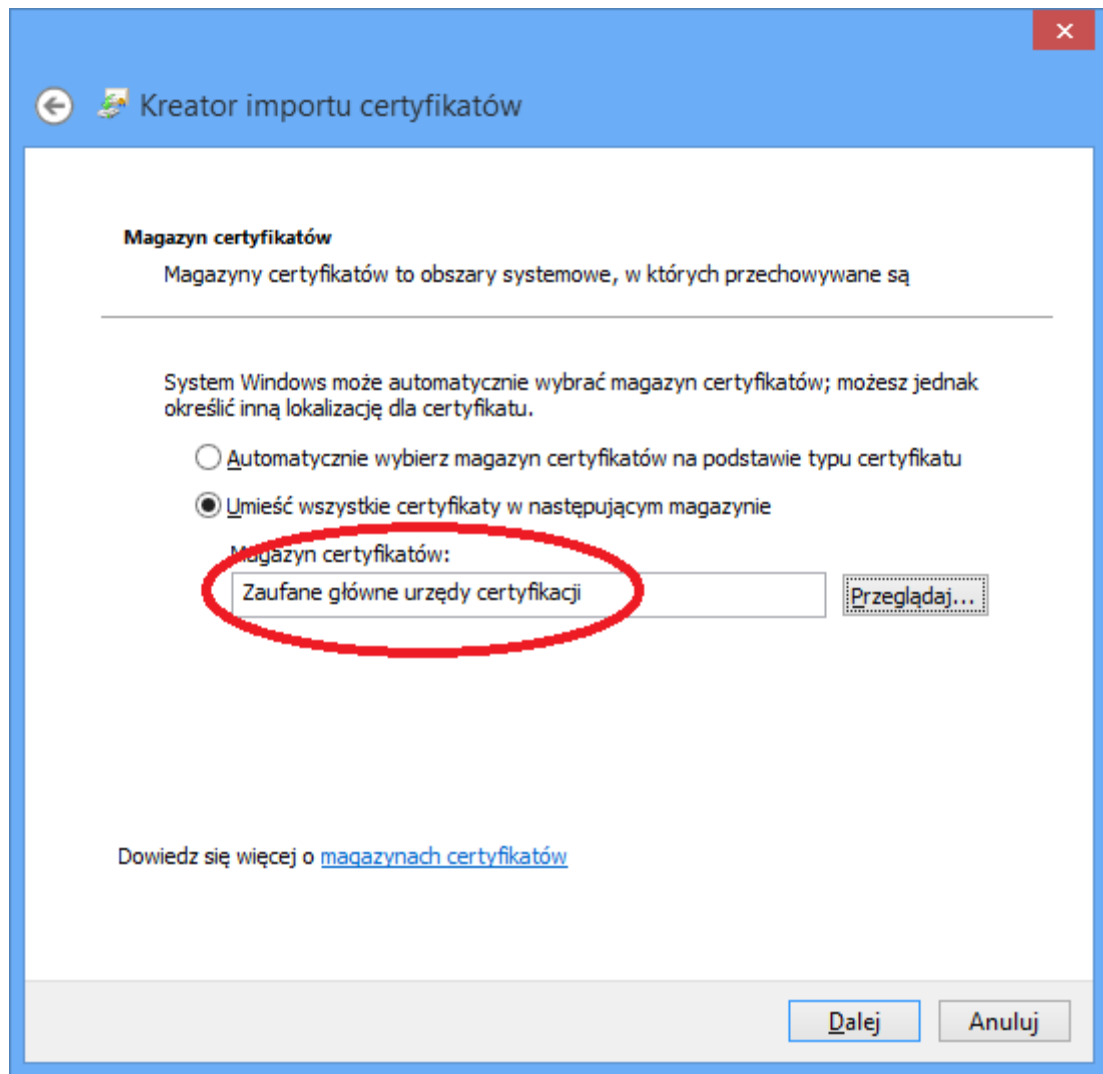 Kreator importu certyfikatów
Magazyn certyfikatów
Magazyny certyfikatów to obszary systemowe, w których przechowywane są
System Windows może automatycznie wybrać magazyn certyfikatów; możesz jednak
określić inną lokalizację dla certyfikatu.
Automatycznie wybierz magazyn certyfikatów na podstawie typu certyfikatu
Umieść wszystkie certyfikaty w następującym magazynie
Magazyn certyfikatów:
Zaufane główne urzędy certyfikacji
Przeglądaj...
Dowiedz się więcej o magazynach certyfikatów
Dalej
Anuluj